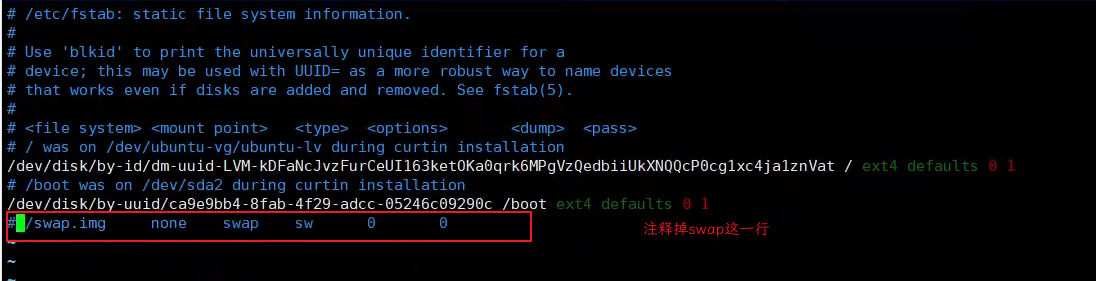 # /etc/fstab: static file system information.
#
# Use 'blkid' to print the universally unique identifier for a
# device; this may be used with UUID= as a more robust way to name devices
# that works even if disks are added and removed. See fstab(5).
#
# <file system> <mount point>   <type>  <options>       <dump>  <pass>
# / was on /dev/ubuntu-vg/ubuntu-lv during curtin installation
/dev/disk/by-id/dm-uuid-LVM-kDFaNcJvzFurCeUI163ketOKa0qrk6MPgVzQedbiiUkXNQQcP0cg1xc4ja1znVat / ext4 defaults 0 1
# /boot was on /dev/sda2 during curtin installation
/dev/disk/by-uuid/ca9e9bb4-8fab-4f29-adcc-05246c09290c /boot ext4 defaults 0 1
# /swap.img     none    swap    sw      0       0
注释掉swap这一行
~
~